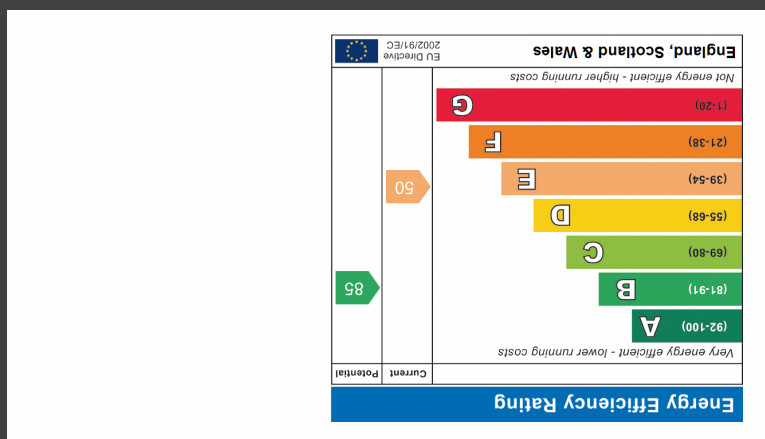 Energy Efficiency Rating
Current
Potential
Very energy efficient - lower running costs
(92-100) A
(81-91) B
85
(69-80) C
(55-68) D
(39-54) E
50
(21-38) F
(1-20) G
Not energy efficient - higher running costs
England, Scotland & Wales
EU Directive
2002/91/EC